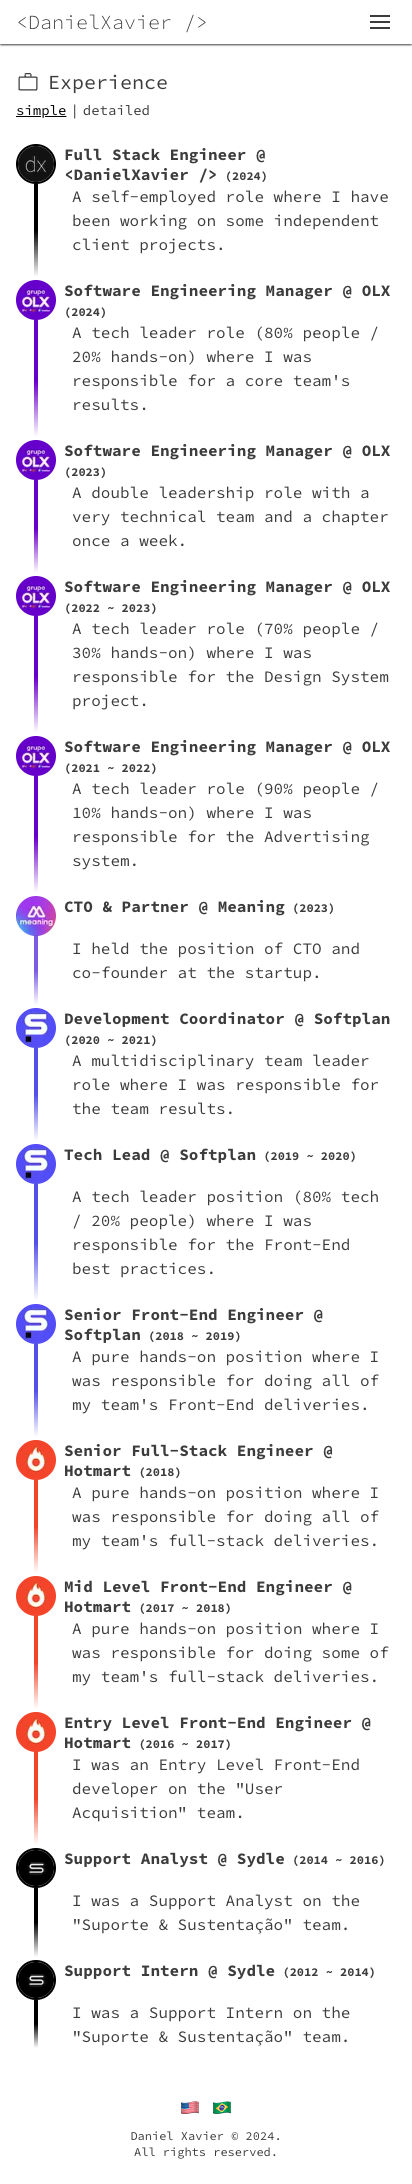 <DanielXavier />
Experience
simple | detailed
dx
Full Stack Engineer @
<DanielXavier /> (2024)
A self-employed role where I have
been working on some independent
client projects.
grupo
OLX
Software Engineering Manager @ OLX
(2024)
A tech leader role (80% people /
20% hands-on) where I was
responsible for a core team's
results.
grupo
OLX
Software Engineering Manager @ OLX
(2023)
A double leadership role with a
very technical team and a chapter
once a week.
grupo
OLX
Software Engineering Manager @ OLX
(2022 ~ 2023)
A tech leader role (70% people /
30% hands-on) where I was
responsible for the Design System
project.
grupo
OLX
Software Engineering Manager @ OLX
(2021 ~ 2022)
A tech leader role (90% people /
10% hands-on) where I was
responsible for the Advertising
system.
meaning
CTO & Partner @ Meaning (2023)
I held the position of CTO and
co-founder at the startup.
Development Coordinator @ Softplan
(2020 ~ 2021)
A multidisciplinary team leader
role where I was responsible for
the team results.
Tech Lead @ Softplan (2019 ~ 2020)
A tech leader position (80% tech
/ 20% people) where I was
responsible for the Front-End
best practices.
Senior Front-End Engineer @
Softplan (2018 ~ 2019)
A pure hands-on position where I
was responsible for doing all of
my team's Front-End deliveries.
Senior Full-Stack Engineer @
Hotmart (2018)
A pure hands-on position where I
was responsible for doing all of
my team's full-stack deliveries.
Mid Level Front-End Engineer @
Hotmart (2017 ~ 2018)
A pure hands-on position where I
was responsible for doing some of
my team's full-stack deliveries.
Entry Level Front-End Engineer @
Hotmart (2016 ~ 2017)
I was an Entry Level Front-End
developer on the "User
Acquisition" team.
Support Analyst @ Sydle (2014 ~ 2016)
I was a Support Analyst on the
"Suporte & Sustentação" team.
Support Intern @ Sydle (2012 ~ 2014)
I was a Support Intern on the
"Suporte & Sustentação" team.
Daniel Xavier © 2024.
All rights reserved.